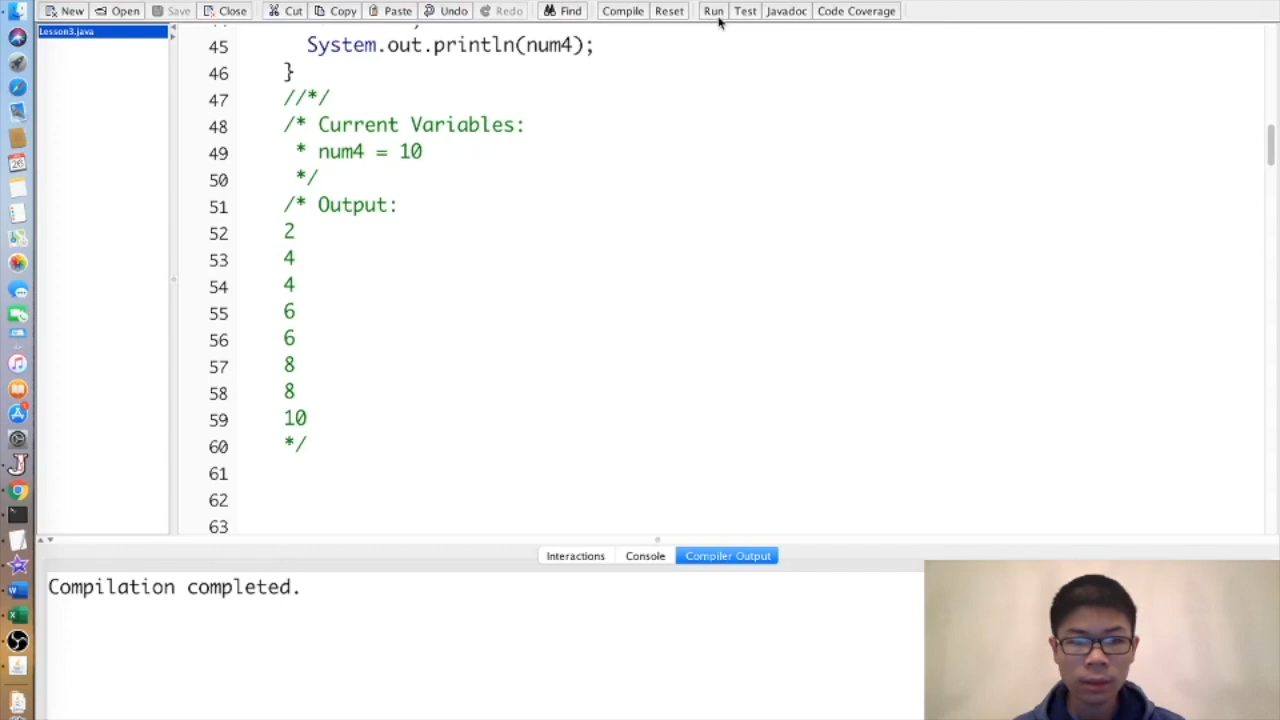 New Open Save Close Cut Copy Paste Undo Redo Find Compile Reset Run Test Javadoc Code Coverage
Lesson3.java
45 System.out.println(num4);
46 }
47 //*/
48 /* Current Variables:
49 * num4 = 10
50 */
51 /* Output:
52 2
53 4
54 4
55 6
56 6
57 8
58 8
59 10
60 */
61
62
63
Interactions Console Compiler Output
Compilation completed.